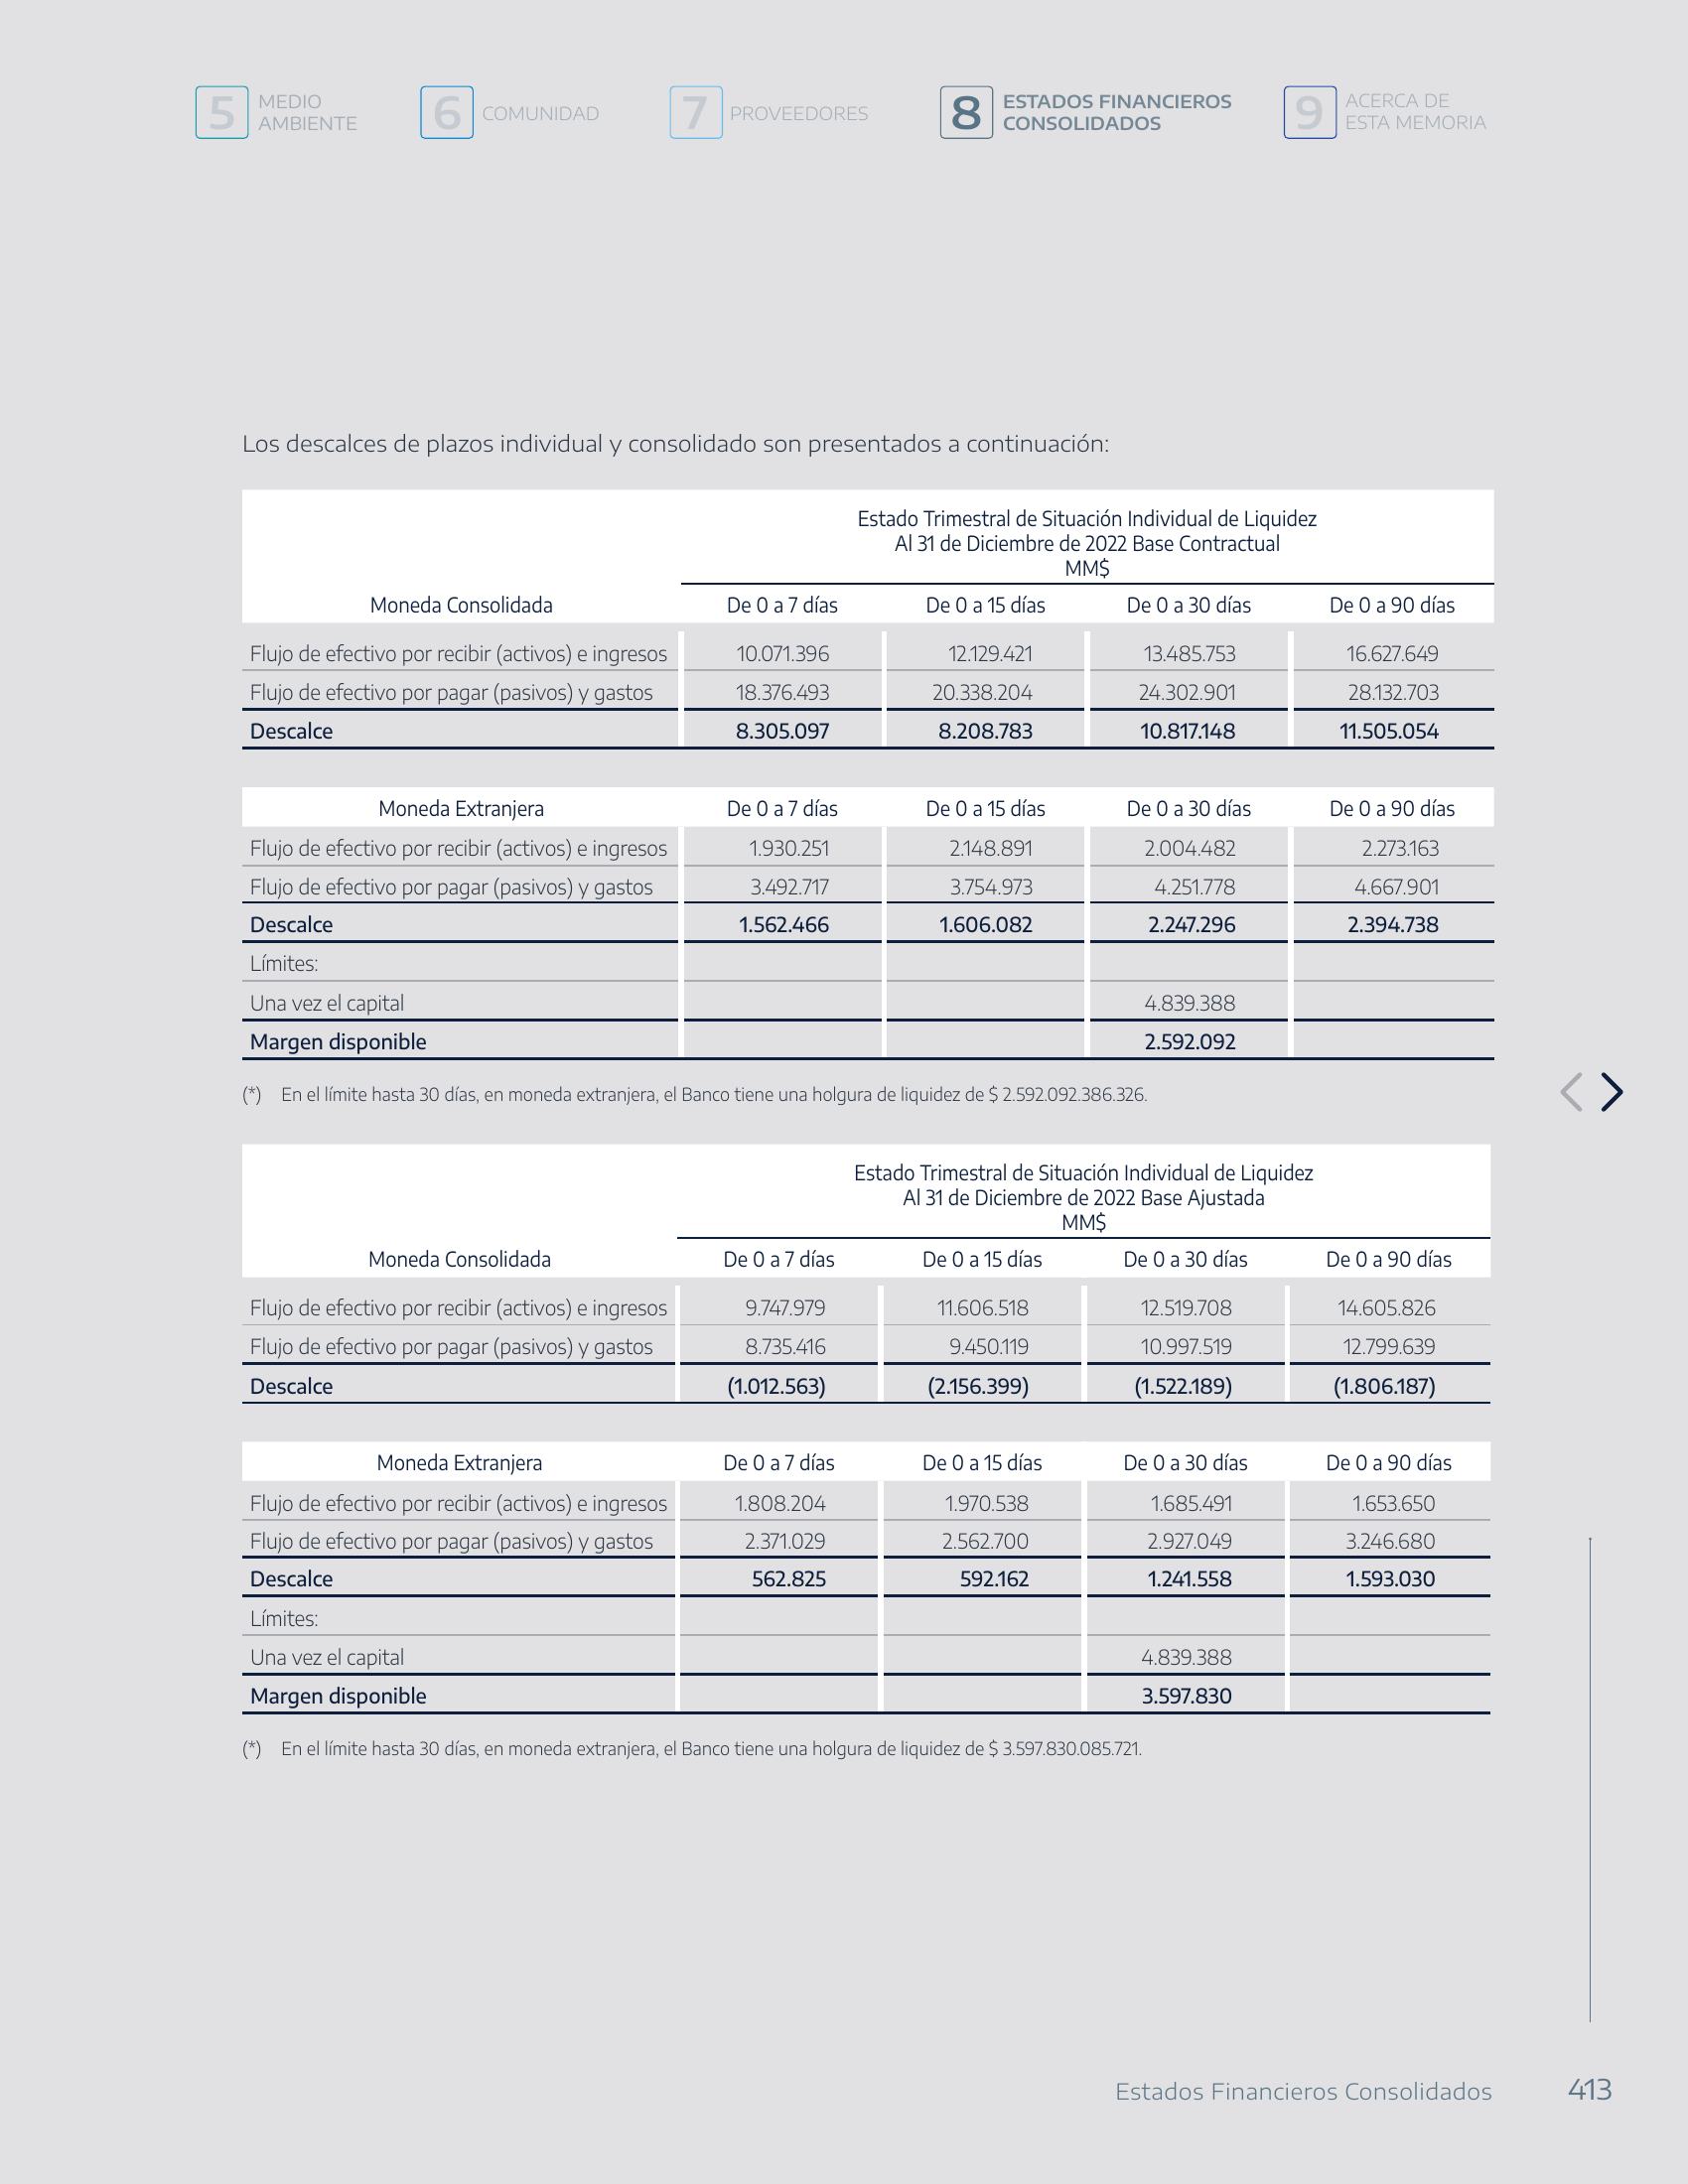 5 MEDIO AMBIENTE 6 COMUNIDAD 7 PROVEEDORES 8 ESTADOS FINANCIEROS CONSOLIDADOS 9 ACERCA DE ESTA MEMORIA
Los descalces de plazos individual y consolidado son presentados a continuación:
Estado Trimestral de Situación Individual de Liquidez
Al 31 de Diciembre de 2022 Base Contractual
MM$
Moneda Consolidada De 0 a 7 días De 0 a 15 días De 0 a 30 días De 0 a 90 días
Flujo de efectivo por recibir (activos) e ingresos 10.071.396 12.129.421 13.485.753 16.627.649
Flujo de efectivo por pagar (pasivos) y gastos 18.376.493 20.338.204 24.302.901 28.132.703
Descalce 8.305.097 8.208.783 10.817.148 11.505.054
Moneda Extranjera De 0 a 7 días De 0 a 15 días De 0 a 30 días De 0 a 90 días
Flujo de efectivo por recibir (activos) e ingresos 1.930.251 2.148.891 2.004.482 2.273.163
Flujo de efectivo por pagar (pasivos) y gastos 3.492.717 3.754.973 4.251.778 4.667.901
Descalce 1.562.466 1.606.082 2.247.296 2.394.738
Límites:
Una vez el capital 4.839.388
Margen disponible 2.592.092
(*) En el límite hasta 30 días, en moneda extranjera, el Banco tiene una holgura de liquidez de $ 2.592.092.386.326.
Estado Trimestral de Situación Individual de Liquidez
Al 31 de Diciembre de 2022 Base Ajustada
MM$
Moneda Consolidada De 0 a 7 días De 0 a 15 días De 0 a 30 días De 0 a 90 días
Flujo de efectivo por recibir (activos) e ingresos 9.747.979 11.606.518 12.519.708 14.605.826
Flujo de efectivo por pagar (pasivos) y gastos 8.735.416 9.450.119 10.997.519 12.799.639
Descalce (1.012.563) (2.156.399) (1.522.189) (1.806.187)
Moneda Extranjera De 0 a 7 días De 0 a 15 días De 0 a 30 días De 0 a 90 días
Flujo de efectivo por recibir (activos) e ingresos 1.808.204 1.970.538 1.685.491 1.653.650
Flujo de efectivo por pagar (pasivos) y gastos 2.371.029 2.562.700 2.927.049 3.246.680
Descalce 562.825 592.162 1.241.558 1.593.030
Límites:
Una vez el capital 4.839.388
Margen disponible 3.597.830
(*) En el límite hasta 30 días, en moneda extranjera, el Banco tiene una holgura de liquidez de $ 3.597.830.085.721.
Estados Financieros Consolidados 413